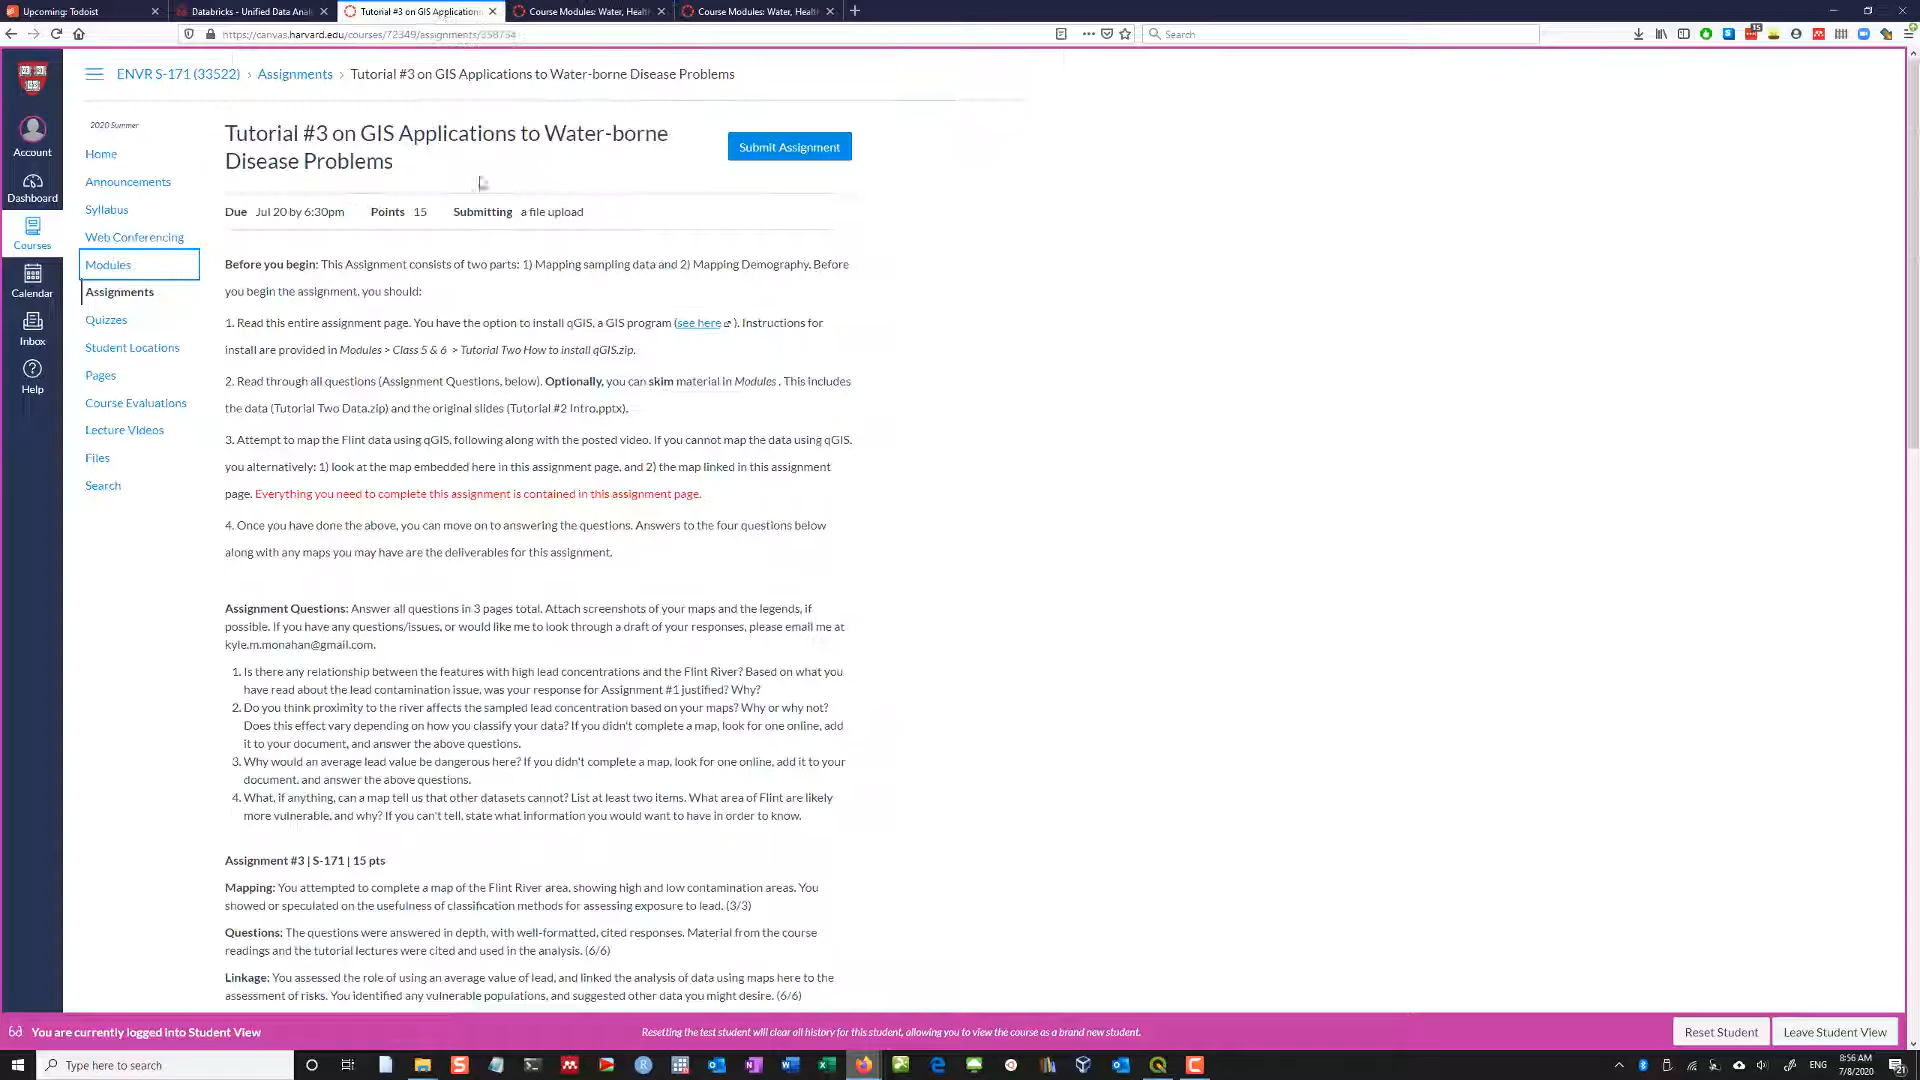 Upcoming: Todoist
Databricks - Unified Data Anal
Tutorial #3 on GIS Applications
Course Modules: Water, Healt
Course Modules: Water, Healt
https://canvas.harvard.edu/courses/72349/assignments/358754
Search
ENVR S-171 (33522) › Assignments › Tutorial #3 on GIS Applications to Water-borne Disease Problems
Account
Dashboard
Courses
Calendar
Inbox
Help
2020 Summer
Home
Announcements
Syllabus
Web Conferencing
Modules
Assignments
Quizzes
Student Locations
Pages
Course Evaluations
Lecture Videos
Files
Search
Tutorial #3 on GIS Applications to Water-borne
Disease Problems
Submit Assignment
Due Jul 20 by 6:30pm Points 15 Submitting a file upload
Before you begin: This Assignment consists of two parts: 1) Mapping sampling data and 2) Mapping Demography. Before
you begin the assignment, you should:
1. Read this entire assignment page. You have the option to install qGIS, a GIS program (see here ). Instructions for
install are provided in Modules > Class 5 & 6 > Tutorial Two How to install qGIS.zip.
2. Read through all questions (Assignment Questions, below). Optionally, you can skim material in Modules . This includes
the data (Tutorial Two Data.zip) and the original slides (Tutorial #2 Intro.pptx).
3. Attempt to map the Flint data using qGIS, following along with the posted video. If you cannot map the data using qGIS,
you alternatively: 1) look at the map embedded here in this assignment page, and 2) the map linked in this assignment
page. Everything you need to complete this assignment is contained in this assignment page.
4. Once you have done the above, you can move on to answering the questions. Answers to the four questions below
along with any maps you may have are the deliverables for this assignment.
Assignment Questions: Answer all questions in 3 pages total. Attach screenshots of your maps and the legends, if
possible. If you have any questions/issues, or would like me to look through a draft of your responses, please email me at
kyle.m.monahan@gmail.com.
1. Is there any relationship between the features with high lead concentrations and the Flint River? Based on what you
have read about the lead contamination issue, was your response for Assignment #1 justified? Why?
2. Do you think proximity to the river affects the sampled lead concentration based on your maps? Why or why not?
Does this effect vary depending on how you classify your data? If you didn't complete a map, look for one online, add
it to your document, and answer the above questions.
3. Why would an average lead value be dangerous here? If you didn't complete a map, look for one online, add it to your
document, and answer the above questions.
4. What, if anything, can a map tell us that other datasets cannot? List at least two items. What area of Flint are likely
more vulnerable, and why? If you can't tell, state what information you would want to have in order to know.
Assignment #3 | S-171 | 15 pts
Mapping: You attempted to complete a map of the Flint River area, showing high and low contamination areas. You
showed or speculated on the usefulness of classification methods for assessing exposure to lead. (3/3)
Questions: The questions were answered in depth, with well-formatted, cited responses. Material from the course
readings and the tutorial lectures were cited and used in the analysis. (6/6)
Linkage: You assessed the role of using an average value of lead, and linked the analysis of data using maps here to the
assessment of risks. You identified any vulnerable populations, and suggested other data you might desire. (6/6)
You are currently logged into Student View
Resetting the test student will clear all history for this student, allowing you to view the course as a brand new student.
Reset Student
Leave Student View
Type here to search
ENG
8:56 AM
7/8/2020